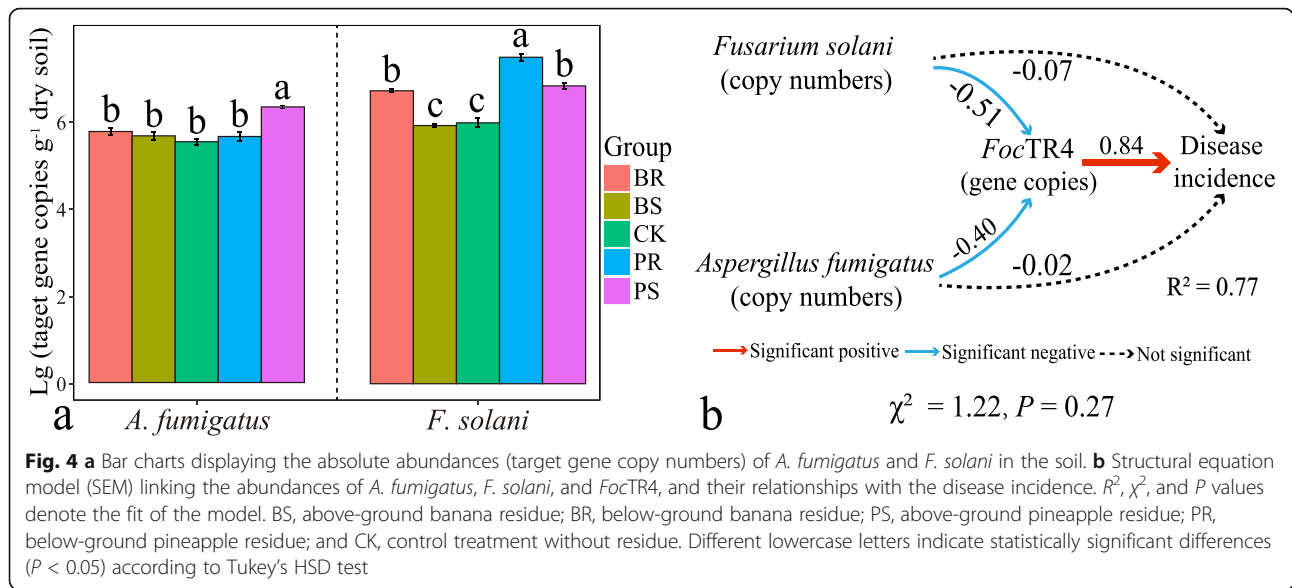 Lg (taget gene copies g⁻¹ dry soil)
6
4
2
0
b
b
b
b
a
b
c
c
a
b
A. fumigatus
F. solani
a
Group
BR
BS
CK
PR
PS
Fusarium solani
(copy numbers)
-0.07
-0.51
FocTR4
(gene copies)
0.84
Disease
incidence
-0.40
Aspergillus fumigatus
(copy numbers)
-0.02
R² = 0.77
Significant positive
Significant negative
Not significant
b
χ² = 1.22, P = 0.27
Fig. 4 a Bar charts displaying the absolute abundances (target gene copy numbers) of A. fumigatus and F. solani in the soil. b Structural equation
model (SEM) linking the abundances of A. fumigatus, F. solani, and FocTR4, and their relationships with the disease incidence. R², χ², and P values
denote the fit of the model. BS, above-ground banana residue; BR, below-ground banana residue; PS, above-ground pineapple residue; PR,
below-ground pineapple residue; and CK, control treatment without residue. Different lowercase letters indicate statistically significant differences
(P < 0.05) according to Tukey's HSD test